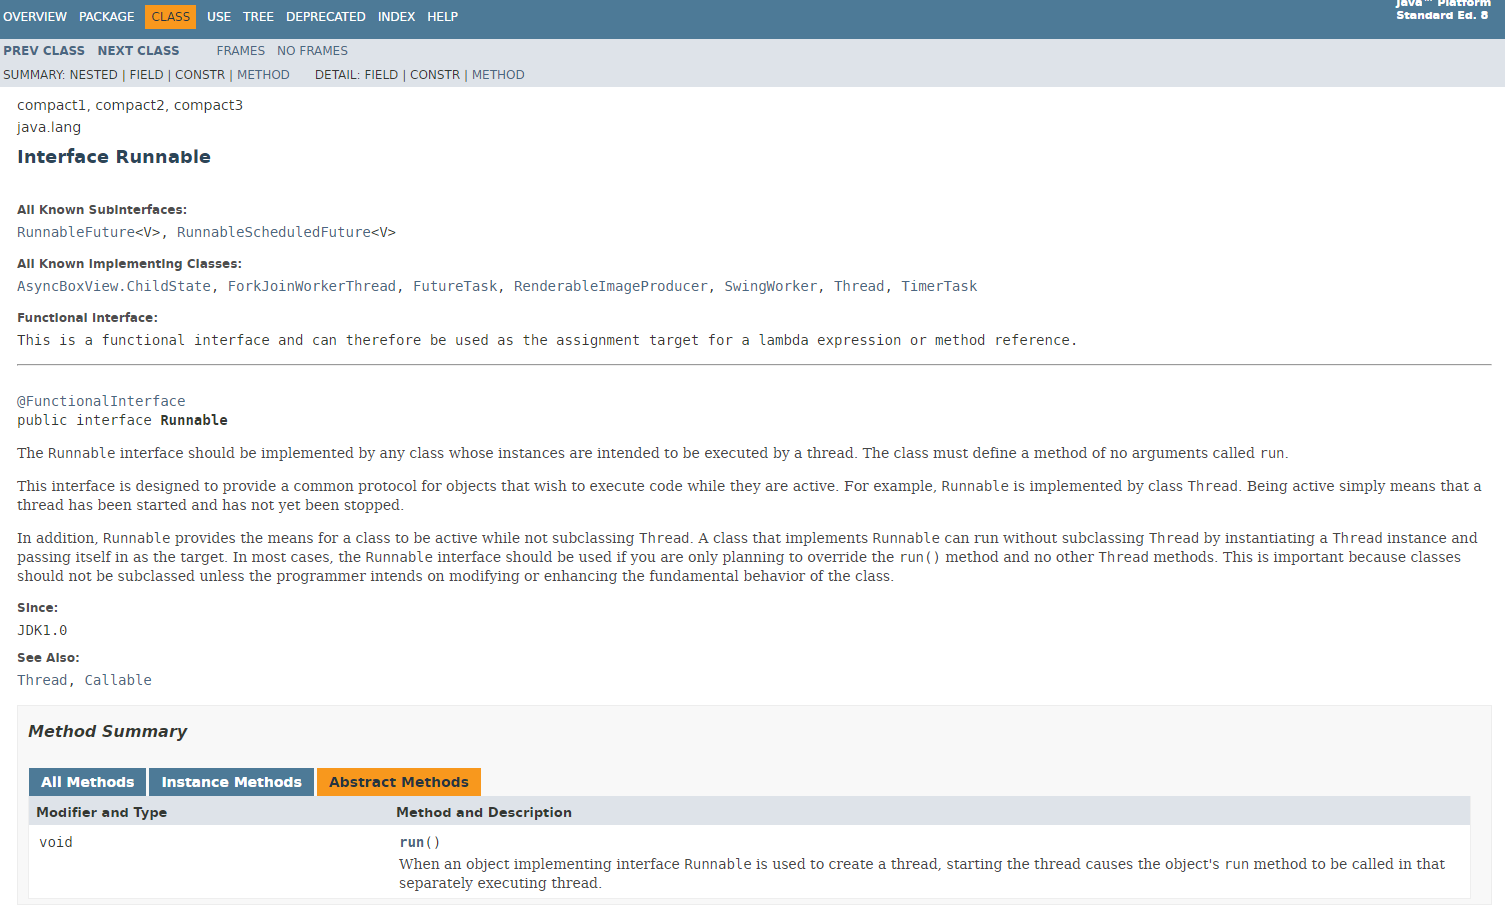 OVERVIEW PACKAGE CLASS USE TREE DEPRECATED INDEX HELP
Java™ Platform
Standard Ed. 8
PREV CLASS NEXT CLASS FRAMES NO FRAMES
SUMMARY: NESTED | FIELD | CONSTR | METHOD DETAIL: FIELD | CONSTR | METHOD
compact1, compact2, compact3
java.lang
Interface Runnable
All Known Subinterfaces:
RunnableFuture<V>, RunnableScheduledFuture<V>
All Known Implementing Classes:
AsyncBoxView.ChildState, ForkJoinWorkerThread, FutureTask, RenderableImageProducer, SwingWorker, Thread, TimerTask
Functional Interface:
This is a functional interface and can therefore be used as the assignment target for a lambda expression or method reference.
@FunctionalInterface
public interface Runnable
The Runnable interface should be implemented by any class whose instances are intended to be executed by a thread. The class must define a method of no arguments called run.
This interface is designed to provide a common protocol for objects that wish to execute code while they are active. For example, Runnable is implemented by class Thread. Being active simply means that a
thread has been started and has not yet been stopped.
In addition, Runnable provides the means for a class to be active while not subclassing Thread. A class that implements Runnable can run without subclassing Thread by instantiating a Thread instance and
passing itself in as the target. In most cases, the Runnable interface should be used if you are only planning to override the run() method and no other Thread methods. This is important because classes
should not be subclassed unless the programmer intends on modifying or enhancing the fundamental behavior of the class.
Since:
JDK1.0
See Also:
Thread, Callable
Method Summary
All Methods Instance Methods Abstract Methods
Modifier and Type Method and Description
void run()
When an object implementing interface Runnable is used to create a thread, starting the thread causes the object's run method to be called in that
separately executing thread.